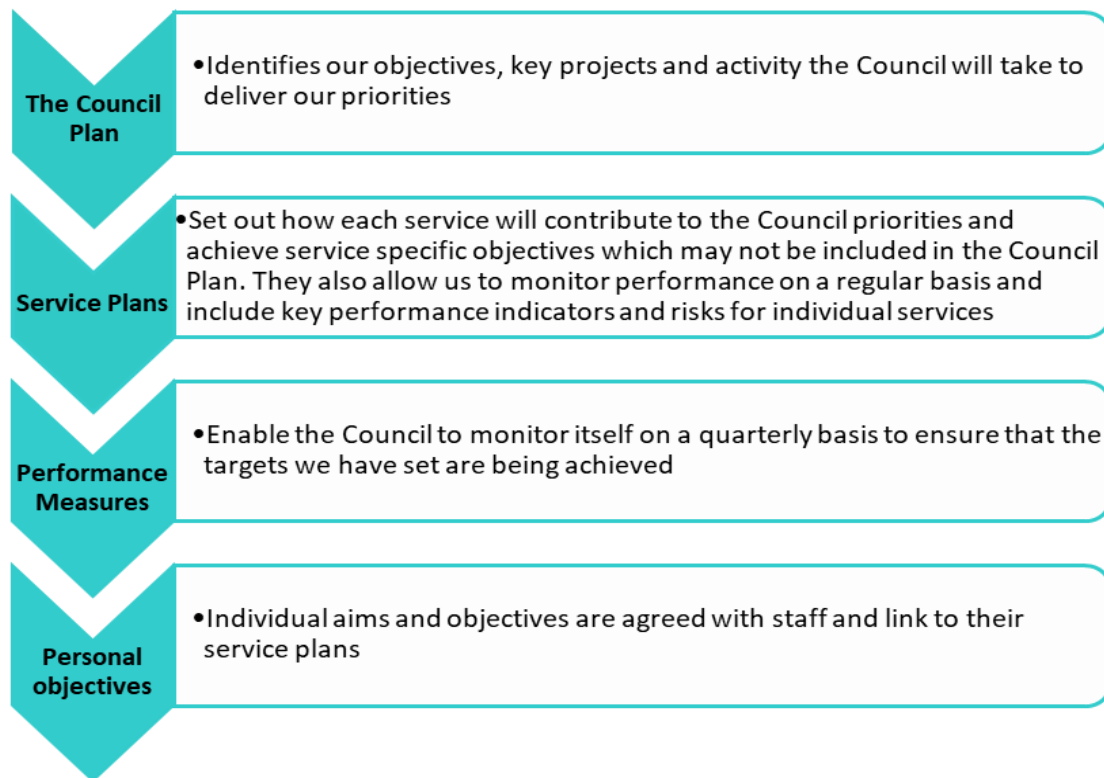 The Council
Plan
•Identifies our objectives, key projects and activity the Council will take to
deliver our priorities
Service Plans
•Set out how each service will contribute to the Council priorities and
achieve service specific objectives which may not be included in the Council
Plan. They also allow us to monitor performance on a regular basis and
include key performance indicators and risks for individual services
Performance
Measures
•Enable the Council to monitor itself on a quarterly basis to ensure that the
targets we have set are being achieved
Personal
objectives
•Individual aims and objectives are agreed with staff and link to their
service plans